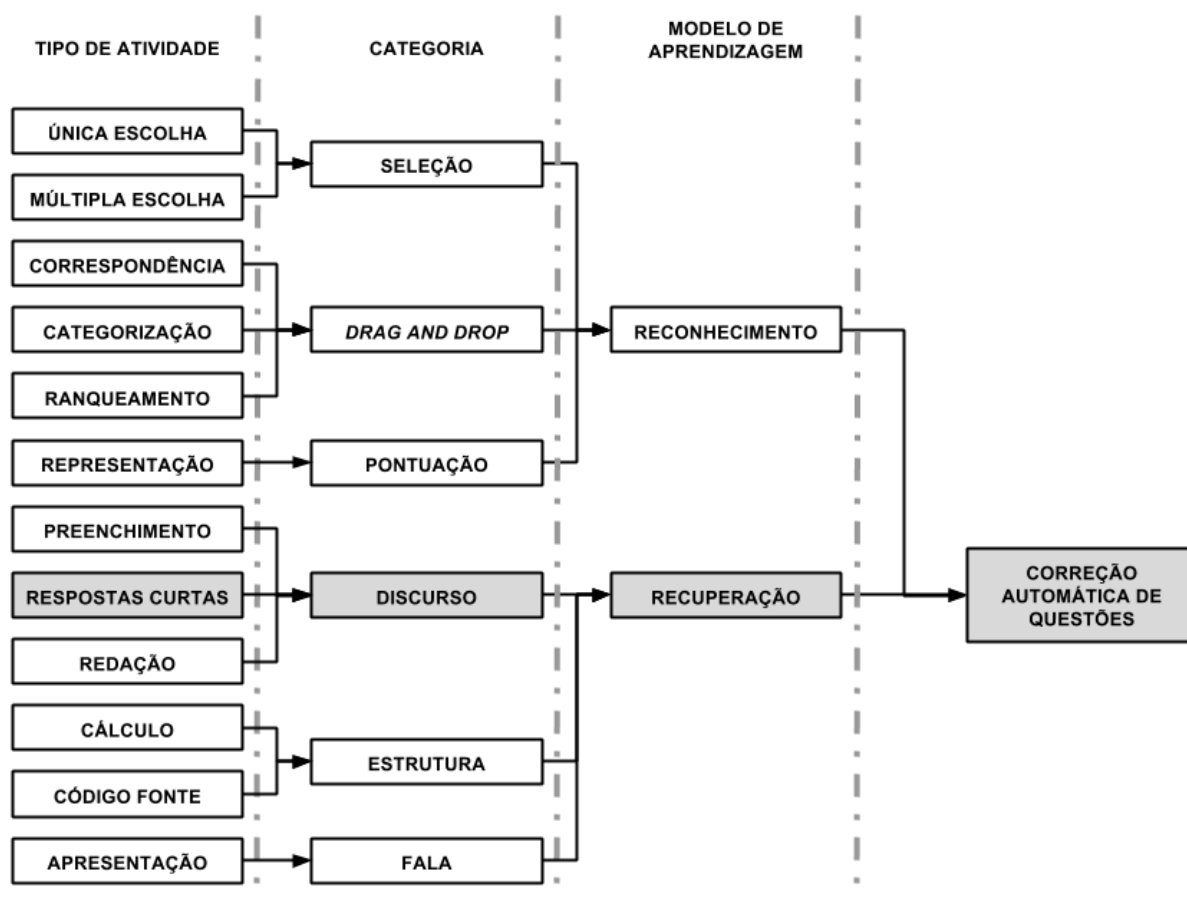 TIPO DE ATIVIDADE
CATEGORIA
MODELO DE
APRENDIZAGEM
ÚNICA ESCOLHA
MÚLTIPLA ESCOLHA
CORRESPONDÊNCIA
CATEGORIZAÇÃO
RANQUEAMENTO
REPRESENTAÇÃO
PREENCHIMENTO
RESPOSTAS CURTAS
REDAÇÃO
CÁLCULO
CÓDIGO FONTE
APRESENTAÇÃO
SELEÇÃO
DRAG AND DROP
PONTUAÇÃO
DISCURSO
ESTRUTURA
FALA
RECONHECIMENTO
RECUPERAÇÃO
CORREÇÃO
AUTOMÁTICA DE
QUESTÕES